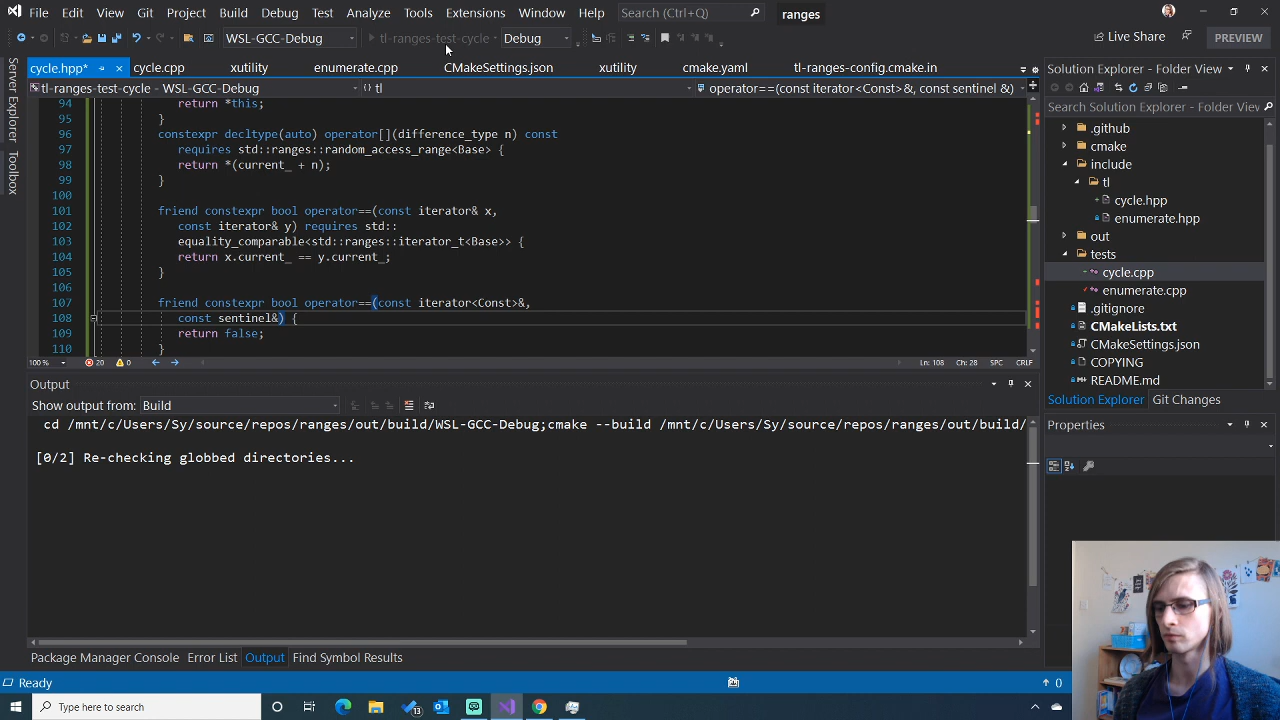 File Edit View Git Project Build Debug Test Analyze Tools Extensions Window Help Search (Ctrl+Q) ranges
WSL-GCC-Debug tl-ranges-test-cycle Debug Live Share PREVIEW
Server Explorer
Toolbox
cycle.hpp* cycle.cpp xutility enumerate.cpp CMakeSettings.json xutility cmake.yaml tl-ranges-config.cmake.in
tl-ranges-test-cycle - WSL-GCC-Debug {} tl operator==(const iterator<Const> &, const sentinel &)
94 return *this;
95 }
96 constexpr decltype(auto) operator[](difference_type n) const
97 requires std::ranges::random_access_range<Base> {
98 return *(current_ + n);
99 }
100
101 friend constexpr bool operator==(const iterator& x,
102 const iterator& y) requires std::
103 equality_comparable<std::ranges::iterator_t<Base>> {
104 return x.current_ == y.current_;
105 }
106
107 friend constexpr bool operator==(const iterator<Const>&,
108 const sentinel&) {
109 return false;
110 }
100 % 20 0 Ln: 108 Ch: 28 SPC CRLF
Output
Show output from: Build
cd /mnt/c/Users/Sy/source/repos/ranges/out/build/WSL-GCC-Debug;cmake --build /mnt/c/Users/Sy/source/repos/ranges/out/build/
[0/2] Re-checking globbed directories...
Package Manager Console Error List Output Find Symbol Results
Solution Explorer - Folder View
Search Solution Explorer - Folder View (
.github
cmake
include
tl
cycle.hpp
enumerate.hpp
out
tests
cycle.cpp
enumerate.cpp
.gitignore
CMakeLists.txt
CMakeSettings.json
COPYING
README.md
Solution Explorer Git Changes
Properties
Ready 0
Type here to search 13